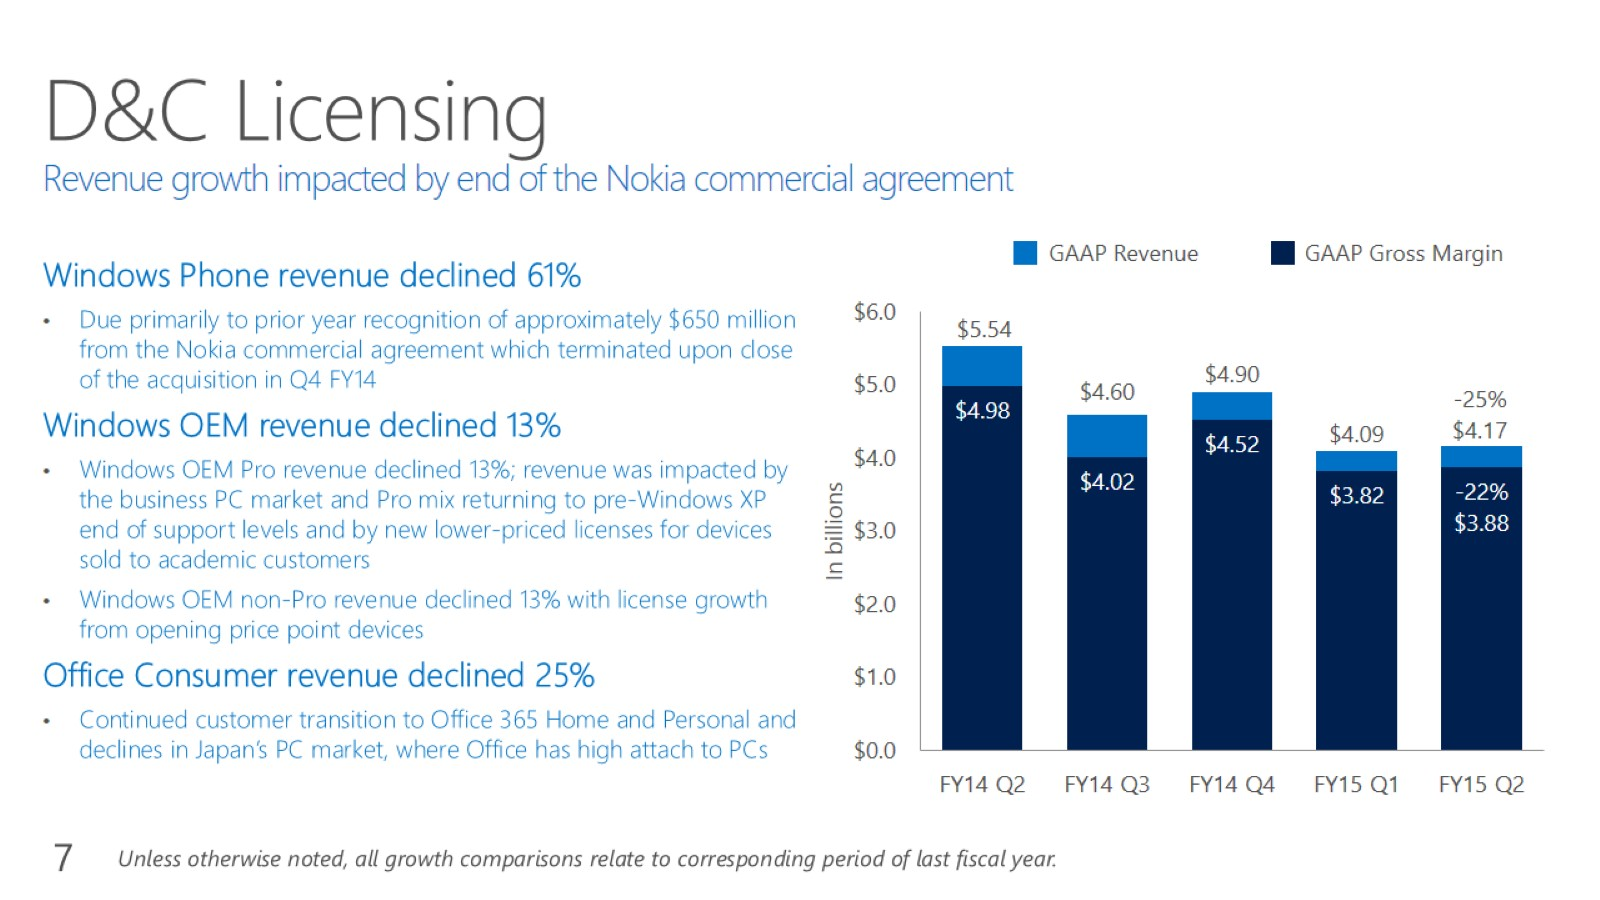 D&C Licensing
Revenue growth impacted by end of the Nokia commercial agreement
Windows Phone revenue declined 61%
• Due primarily to prior year recognition of approximately $650 million
from the Nokia commercial agreement which terminated upon close
of the acquisition in Q4 FY14
Windows OEM revenue declined 13%
• Windows OEM Pro revenue declined 13%; revenue was impacted by
the business PC market and Pro mix returning to pre-Windows XP
end of support levels and by new lower-priced licenses for devices
sold to academic customers
• Windows OEM non-Pro revenue declined 13% with license growth
from opening price point devices
Office Consumer revenue declined 25%
• Continued customer transition to Office 365 Home and Personal and
declines in Japan’s PC market, where Office has high attach to PCs
GAAP Revenue
GAAP Gross Margin
In billions
$6.0
$5.0
$4.0
$3.0
$2.0
$1.0
$0.0
$5.54
$4.98
$4.60
$4.02
$4.90
$4.52
$4.09
$3.82
-25%
$4.17
-22%
$3.88
FY14 Q2
FY14 Q3
FY14 Q4
FY15 Q1
FY15 Q2
7
Unless otherwise noted, all growth comparisons relate to corresponding period of last fiscal year.